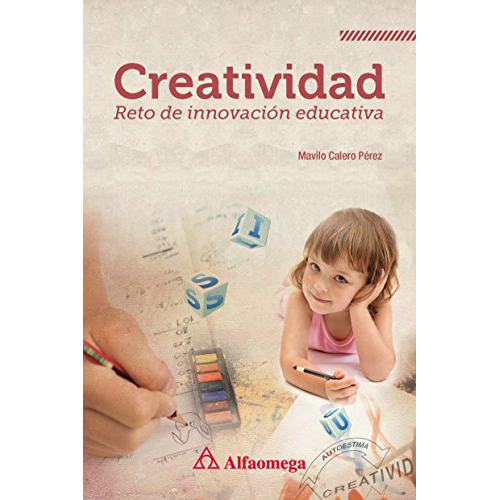 Creatividad
Reto de innovación educativa
Mavilo Calero Pérez
I
S
S
U
AUTOESTIMA
CREATIVID
Alfaomega